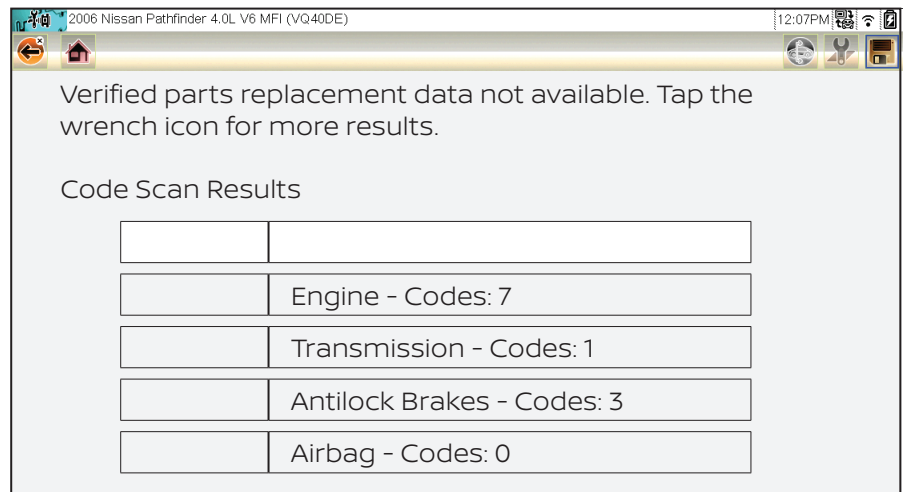 2006 Nissan Pathfinder 4.0L V6 MFI (VQ40DE)
12:07PM
Verified parts replacement data not available. Tap the
wrench icon for more results.
Code Scan Results
Engine - Codes: 7
Transmission - Codes: 1
Antilock Brakes - Codes: 3
Airbag - Codes: 0